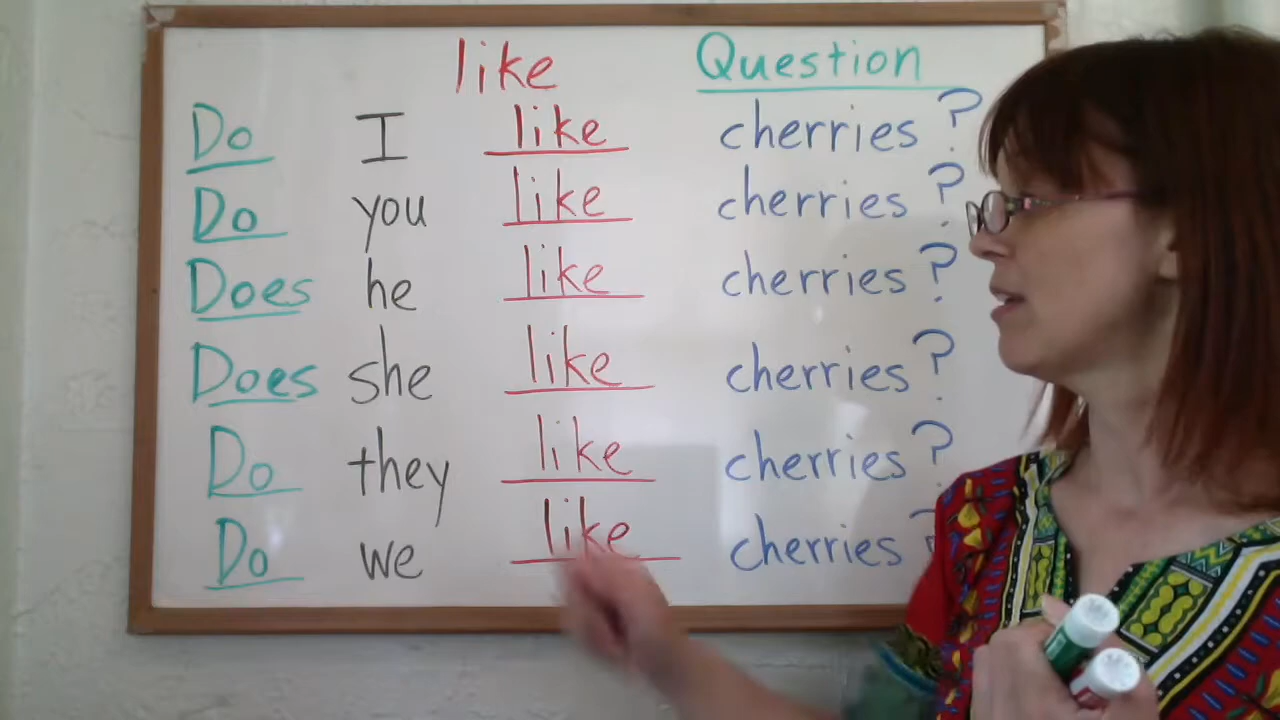 like Question
Do I like cherries?
Do you like cherries?
Does he like cherries?
Does she like cherries?
Do they like cherries?
Do we like cherries?